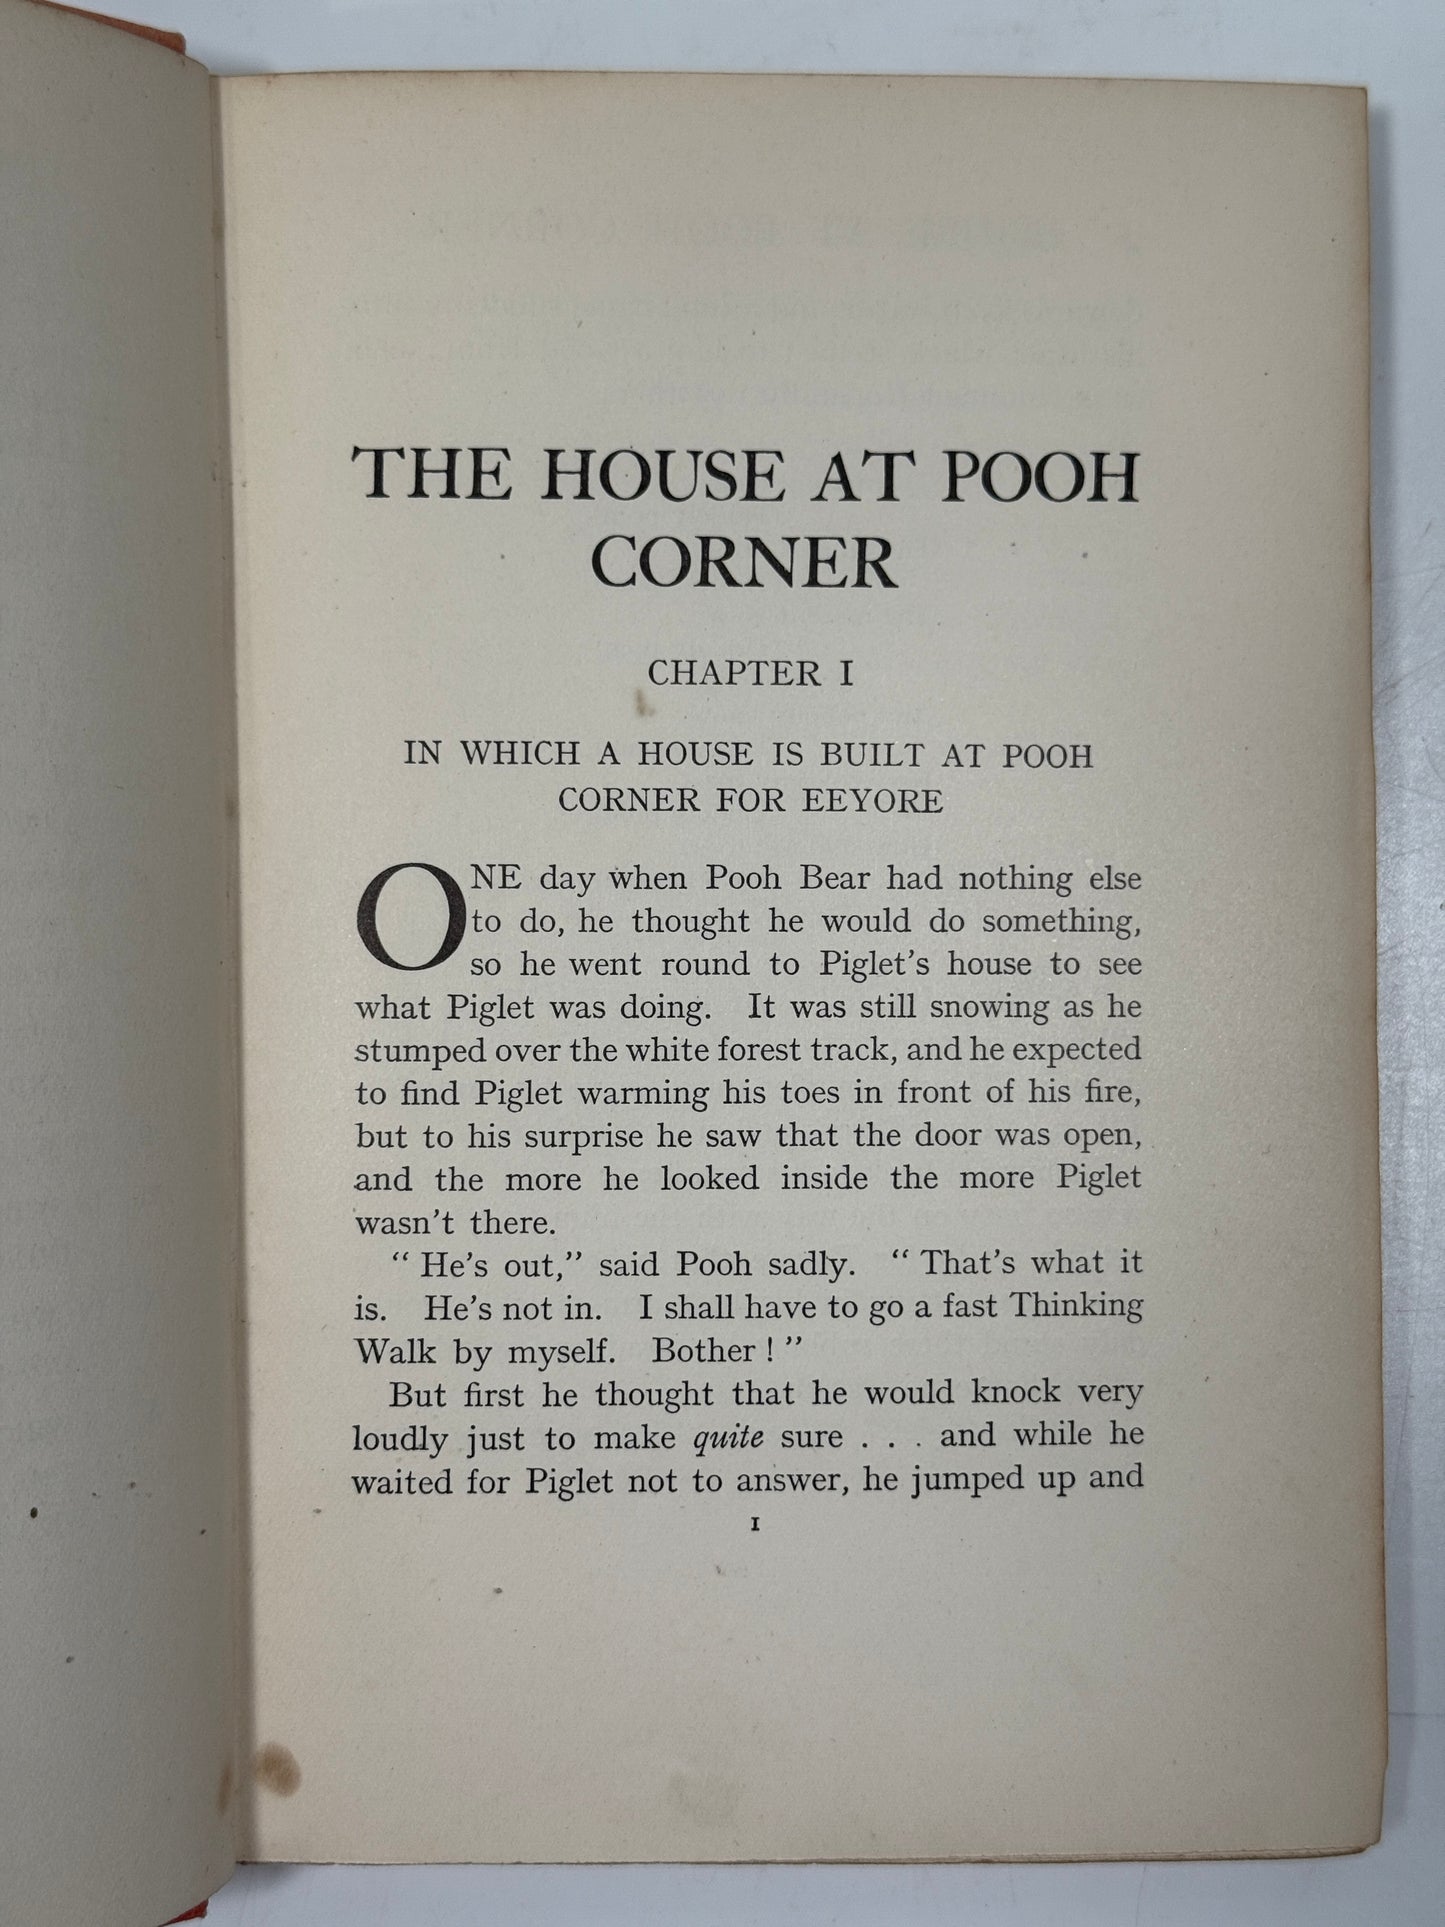 THE HOUSE AT POOH
CORNER
CHAPTER I
IN WHICH A HOUSE IS BUILT AT POOH
CORNER FOR EEYORE
ONE day when Pooh Bear had nothing else
to do, he thought he would do something,
so he went round to Piglet's house to see
what Piglet was doing. It was still snowing as he
stumped over the white forest track, and he expected
to find Piglet warming his toes in front of his fire,
but to his surprise he saw that the door was open,
and the more he looked inside the more Piglet
wasn't there.
“ He's out,” said Pooh sadly. “ That's what it
is. He's not in. I shall have to go a fast Thinking
Walk by myself. Bother ! ”
But first he thought that he would knock very
loudly just to make quite sure . . . and while he
waited for Piglet not to answer, he jumped up and
1